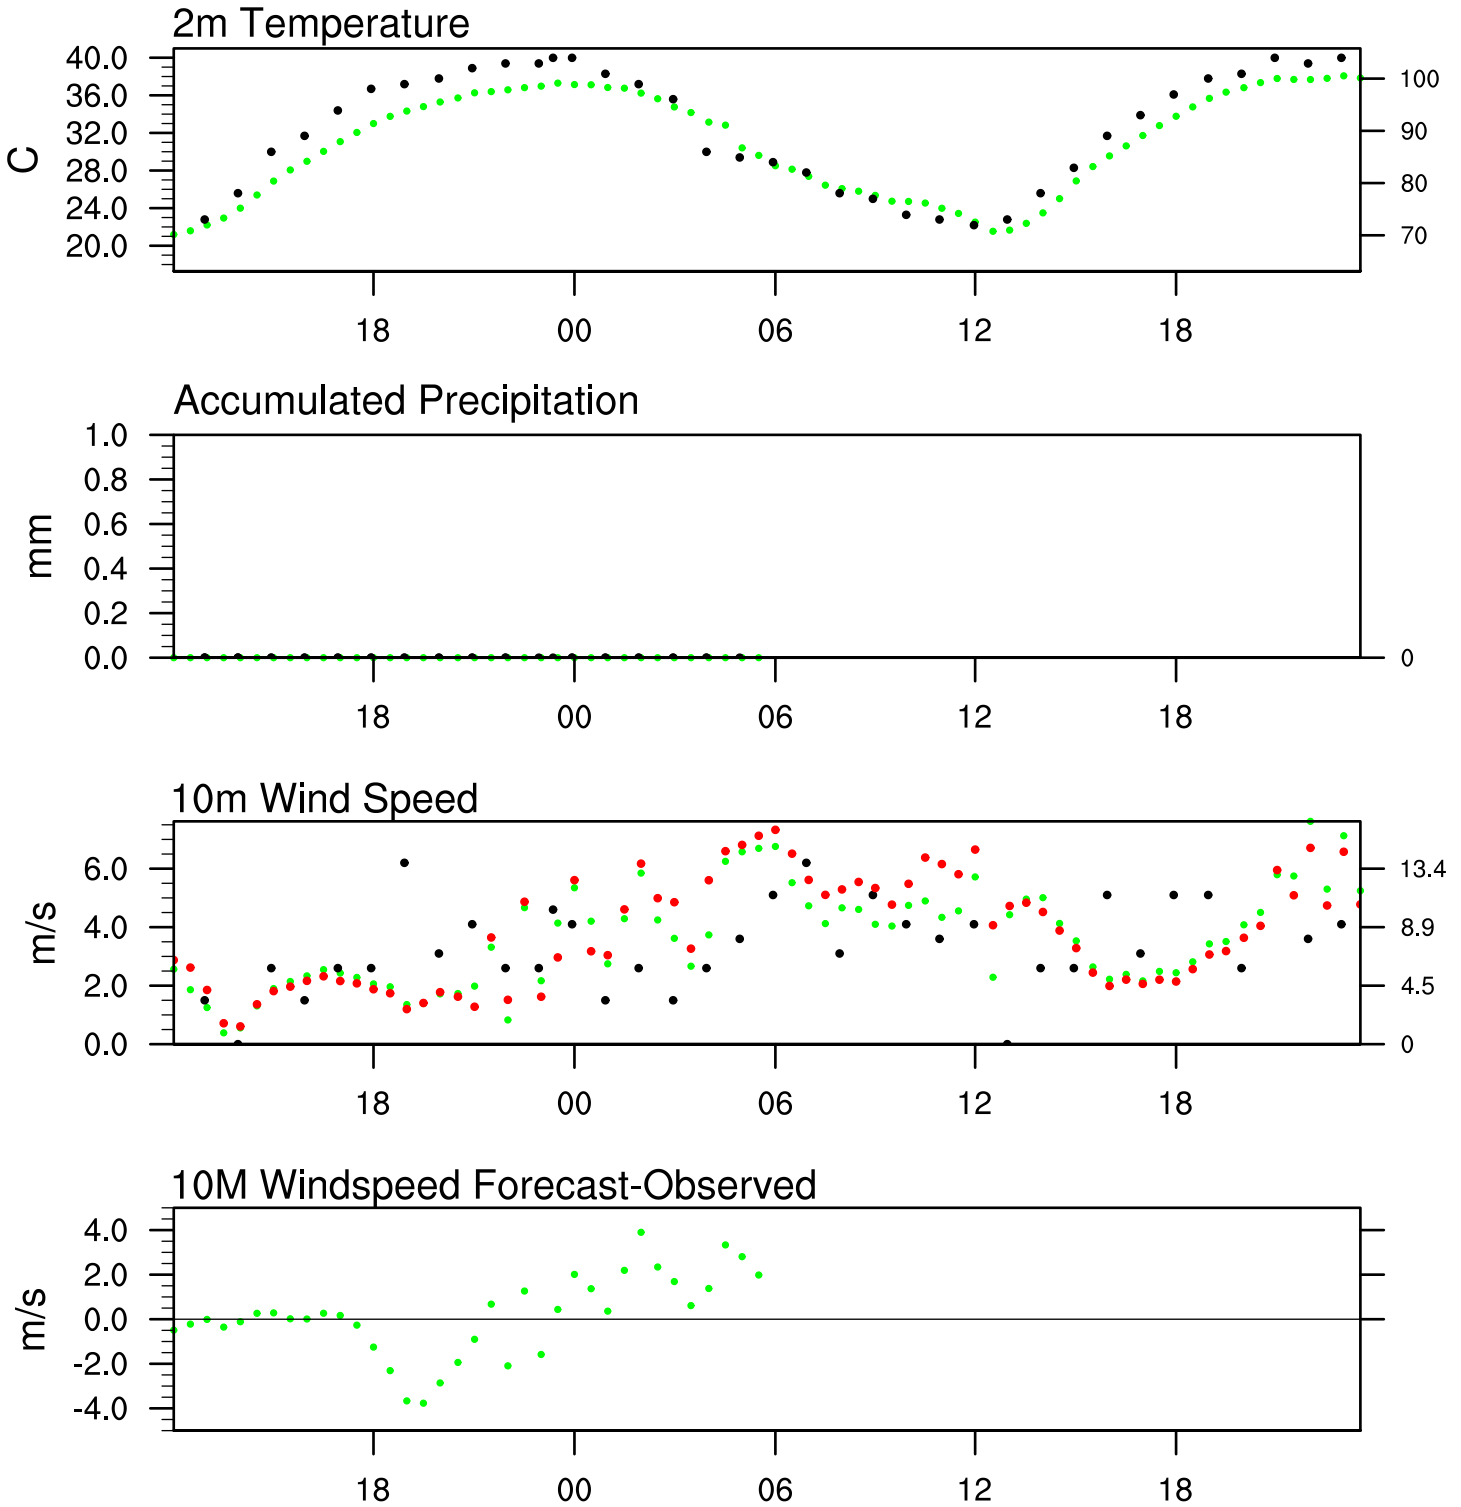 2m Temperature
40.0
36.0
32.0
28.0
24.0
20.0
C
100
90
80
70
18 00 06 12 18
Accumulated Precipitation
1.0
0.8
0.6
0.4
0.2
0.0
mm
0
18 00 06 12 18
10m Wind Speed
6.0
4.0
2.0
0.0
m/s
13.4
8.9
4.5
0
18 00 06 12 18
10M Windspeed Forecast-Observed
4.0
2.0
0.0
-2.0
-4.0
m/s
18 00 06 12 18